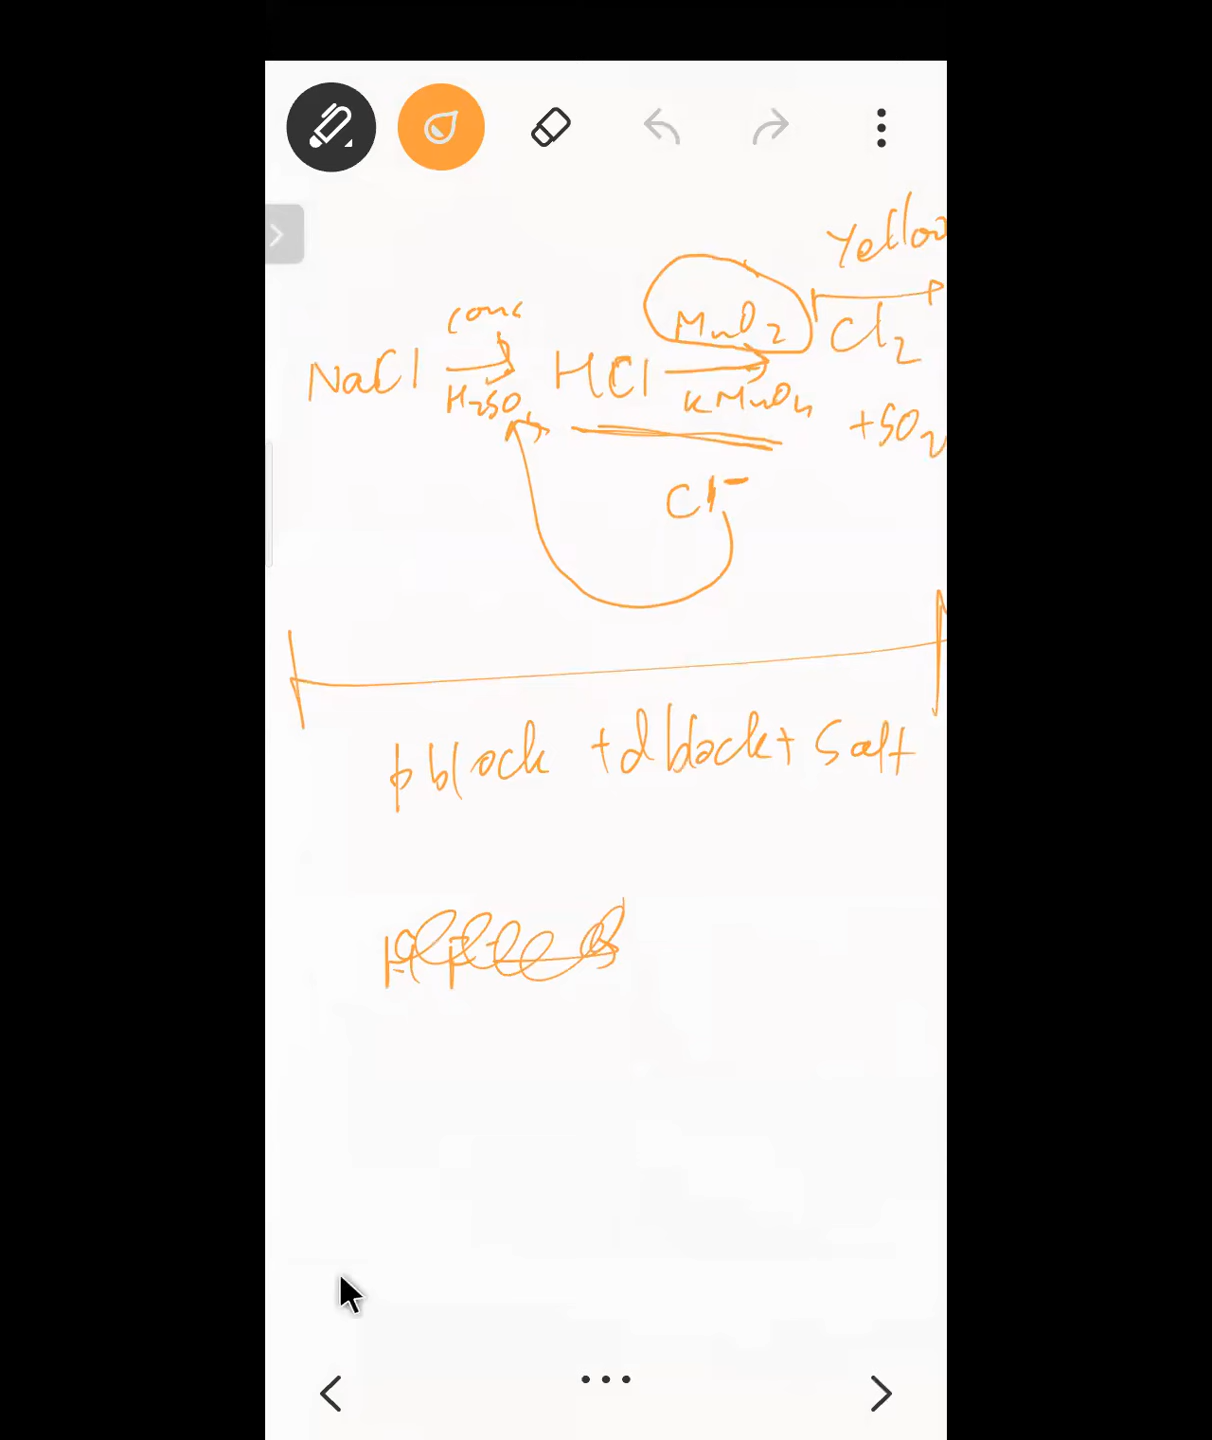 Yellow
conc MnO2 Cl2
NaCl → HCl →
H2SO4 KMnO4 +SO2
Cl-
p block + d block + Salt